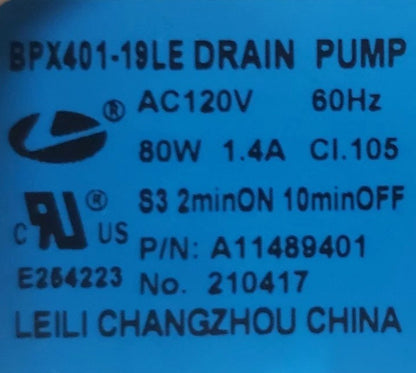 BPX401-19LE DRAIN PUMP
® AC120V 60Hz
80W 1.4A CI.105
® S3 2minON 10minOFF
C US P/N: A11489401
E254223 No. 210417
LEILI CHANGZHOU CHINA